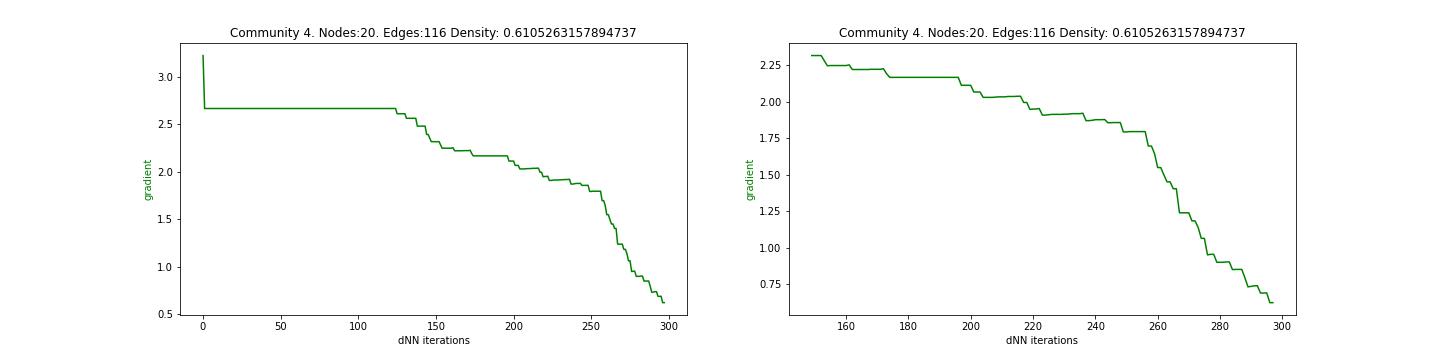 Community 4. Nodes:20. Edges:116 Density: 0.6105263157894737
gradient
3.0
2.5
2.0
1.5
1.0
0.5
0 50 100 150 200 250 300
dNN iterations
Community 4. Nodes:20. Edges:116 Density: 0.6105263157894737
gradient
2.25
2.00
1.75
1.50
1.25
1.00
0.75
160 180 200 220 240 260 280 300
dNN iterations